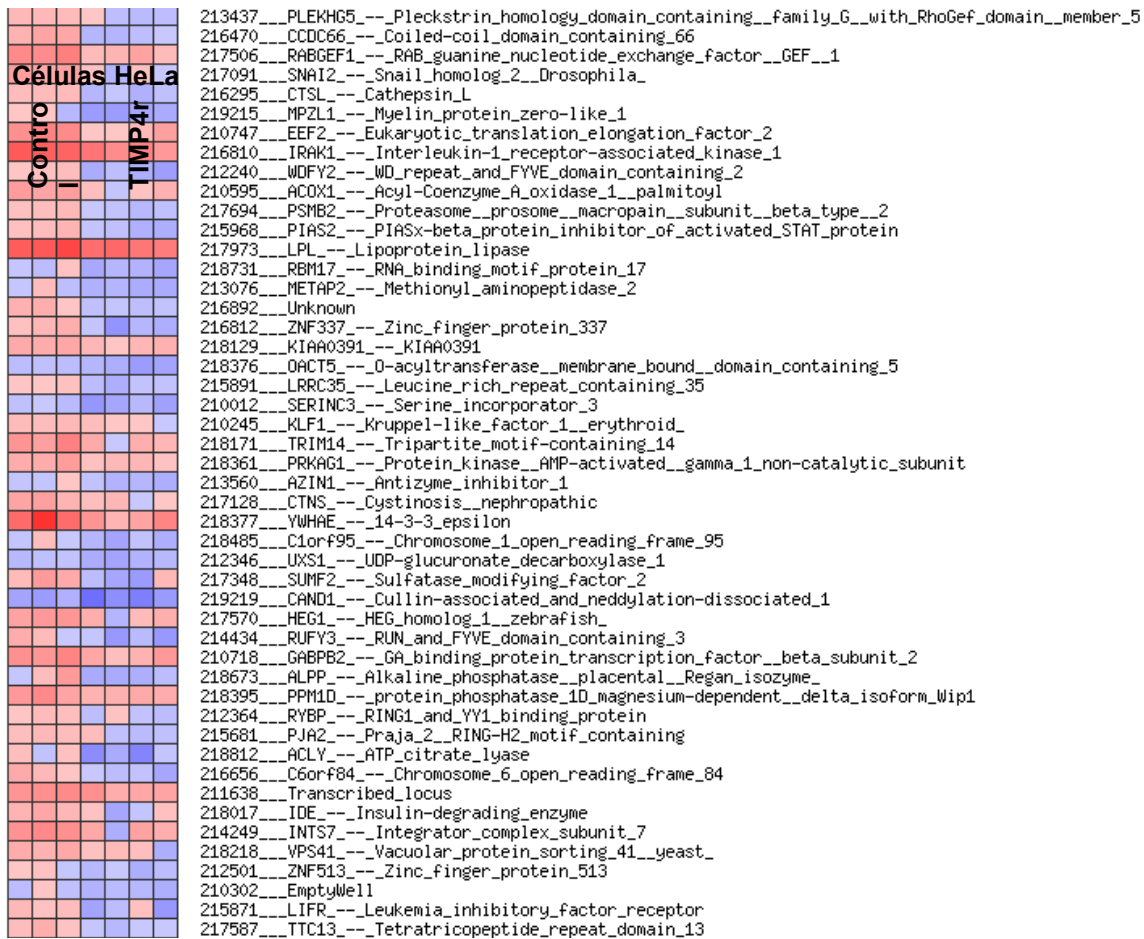 Células HeLa
Control
TIMP4r
213437___PLEKHG5_--_Pleckstrin_homology_domain_containing__family_G__with_RhoGef_domain__member_5
216470___CCDC66_--_Coiled-coil_domain_containing_66
217506___RABGEF1_--_RAB_guanine_nucleotide_exchange_factor__GEF__1
217091___SNAI2_--_Snail_homolog_2__Drosophila_
216295___CTSL_--_Cathepsin_L
219215___MPZL1_--_Myelin_protein_zero-like_1
210747___EEF2_--_Eukaryotic_translation_elongation_factor_2
216810___IRAK1_--_Interleukin-1_receptor-associated_kinase_1
212240___WDFY2_--_WD_repeat_and_FYVE_domain_containing_2
210595___ACOX1_--_Acyl-Coenzyme_A_oxidase_1__palmitoyl
217694___PSMB2_--_Proteasome__prosome__macropain__subunit__beta_type__2
215968___PIAS2_--_PIASx-beta_protein_inhibitor_of_activated_STAT_protein
217973___LPL_--_Lipoprotein_lipase
218731___RBM17_--_RNA_binding_motif_protein_17
213076___METAP2_--_Methionyl_aminopeptidase_2
216892___Unknown
216812___ZNF337_--_Zinc_finger_protein_337
218129___KIAA0391_--_KIAA0391
218376___OACT5_--_O-acyltransferase__membrane_bound__domain_containing_5
215891___LRRC35_--_Leucine_rich_repeat_containing_35
210012___SERINC3_--_Serine_incorporator_3
210245___KLF1_--_Kruppel-like_factor_1__erythroid_
218171___TRIM14_--_Tripartite_motif-containing_14
218361___PRKAG1_--_Protein_kinase__AMP-activated__gamma_1_non-catalytic_subunit
213560___AZIN1_--_Antizyme_inhibitor_1
217128___CTNS_--_Cystinosis__nephropathic
218377___YWHAE_--_14-3-3_epsilon
218485___C1orf95_--_Chromosome_1_open_reading_frame_95
212346___UXS1_--_UDP-glucuronate_decarboxylase_1
217348___SUMF2_--_Sulfatase_modifying_factor_2
219219___CAND1_--_Cullin-associated_and_neddylation-dissociated_1
217570___HEG1_--_HEG_homolog_1__zebrafish_
214434___RUFY3_--_RUN_and_FYVE_domain_containing_3
210718___GABPB2_--_GA_binding_protein_transcription_factor__beta_subunit_2
218673___ALPP_--_Alkaline_phosphatase__placental__Regan_isozyme_
218395___PPM1D_--_protein_phosphatase_1D_magnesium-dependent__delta_isoform_Wip1
212364___RYBP_--_RING1_and_YY1_binding_protein
215681___PJA2_--_Praja_2__RING-H2_motif_containing
218812___ACLY_--_ATP_citrate_lyase
216656___C6orf84_--_Chromosome_6_open_reading_frame_84
211638___Transcribed_locus
218017___IDE_--_Insulin-degrading_enzyme
214249___INTS7_--_Integrator_complex_subunit_7
218218___VPS41_--_Vacuolar_protein_sorting_41__yeast_
212501___ZNF513_--_Zinc_finger_protein_513
210302___EmptyWell
215871___LIFR_--_Leukemia_inhibitory_factor_receptor
217587___TTC13_--_Tetratricopeptide_repeat_domain_13